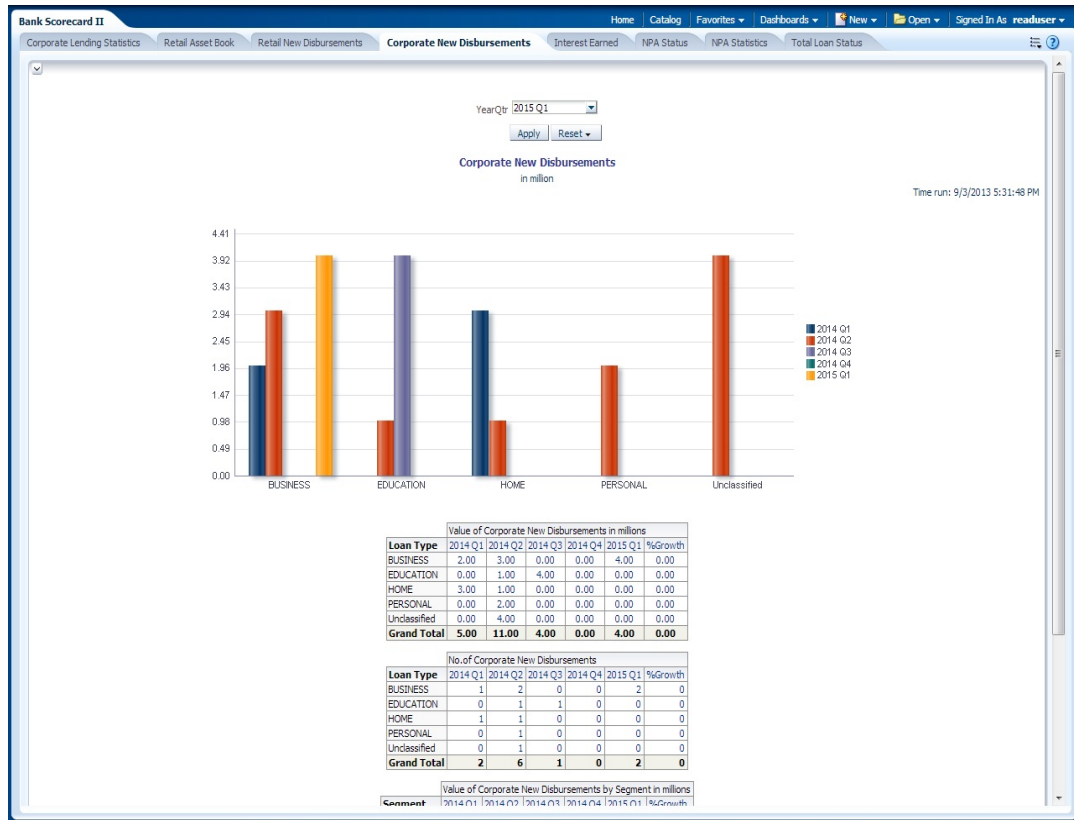 Bank Scorecard II Home Catalog Favorites Dashboards New Open Signed In As readuser
Corporate Lending Statistics Retail Asset Book Retail New Disbursements Corporate New Disbursements Interest Earned NPA Status NPA Statistics Total Loan Status ?
YearQtr 2015 Q1
Apply Reset
Corporate New Disbursements
in million
Time run: 9/3/2013 5:31:48 PM
4.41
3.92
3.43
2.94
2.45
1.96
1.47
0.98
0.49
0.00
2014 Q1
2014 Q2
2014 Q3
2014 Q4
2015 Q1
BUSINESS EDUCATION HOME PERSONAL Unclassified
Value of Corporate New Disbursements in millions
Loan Type 2014 Q1 2014 Q2 2014 Q3 2014 Q4 2015 Q1 %Growth
BUSINESS 2.00 3.00 0.00 0.00 4.00 0.00
EDUCATION 0.00 1.00 4.00 0.00 0.00 0.00
HOME 3.00 1.00 0.00 0.00 0.00 0.00
PERSONAL 0.00 2.00 0.00 0.00 0.00 0.00
Unclassified 0.00 4.00 0.00 0.00 0.00 0.00
Grand Total 5.00 11.00 4.00 0.00 4.00 0.00
No.of Corporate New Disbursements
Loan Type 2014 Q1 2014 Q2 2014 Q3 2014 Q4 2015 Q1 %Growth
BUSINESS 1 2 0 0 2 0
EDUCATION 0 1 1 0 0 0
HOME 1 1 0 0 0 0
PERSONAL 0 1 0 0 0 0
Unclassified 0 1 0 0 0 0
Grand Total 2 6 1 0 2 0
Value of Corporate New Disbursements by Segment in millions
Segment 2014 Q1 2014 Q2 2014 Q3 2014 Q4 2015 Q1 %Growth